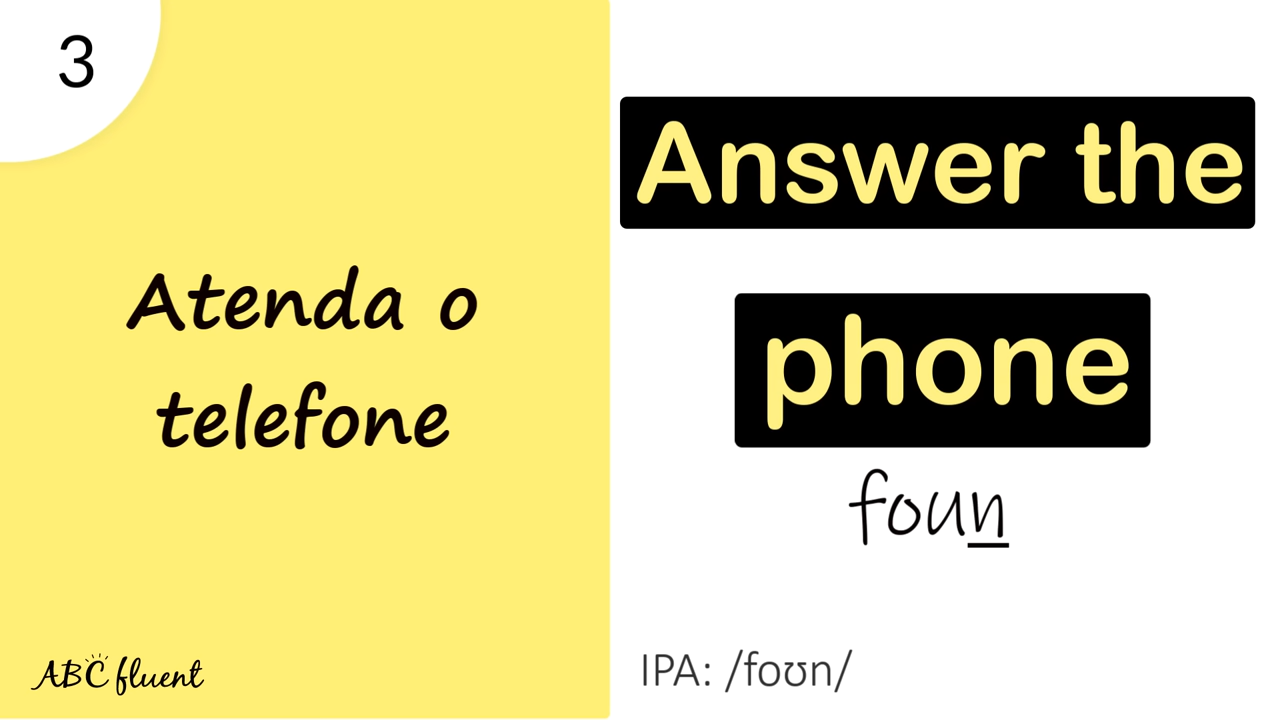 3
Atenda o
telefone
ABC fluent
Answer the
phone
foun
IPA: /foʊn/